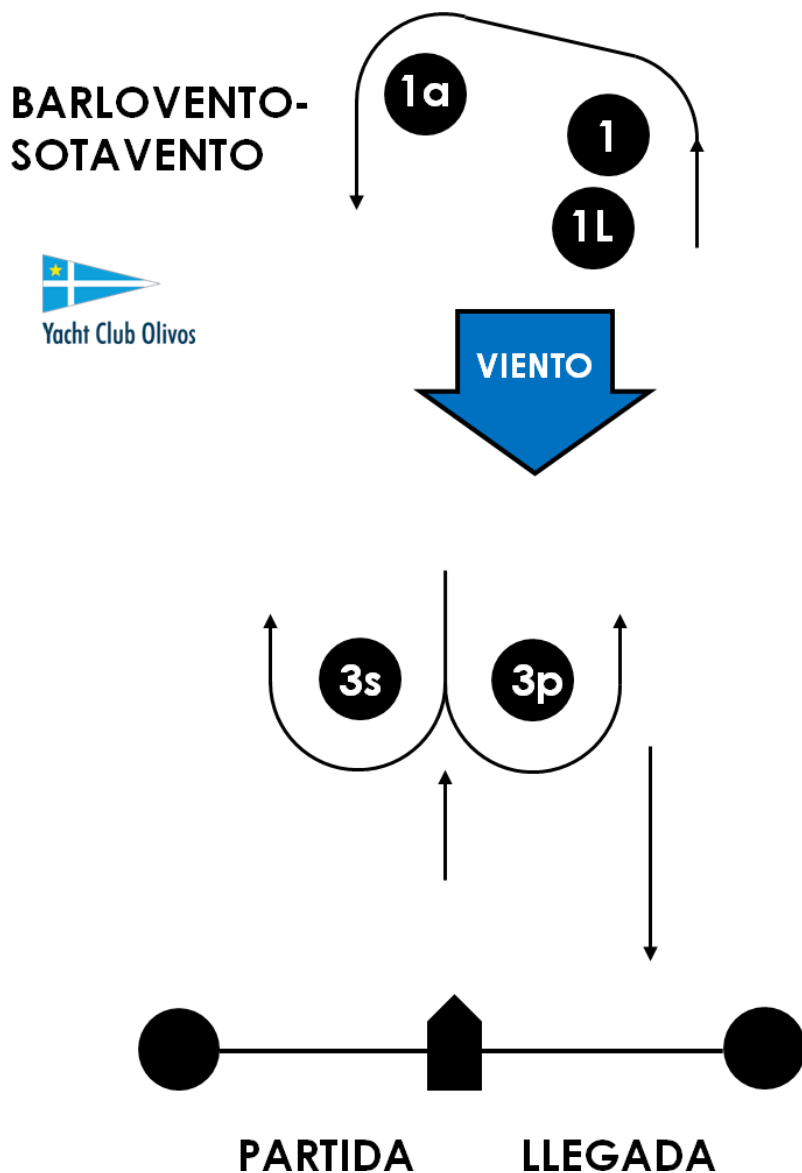 BARLOVENTO-
SOTAVENTO
1a
1
1L
Yacht Club Olivos
VIENTO
3s
3p
PARTIDA
LLEGADA